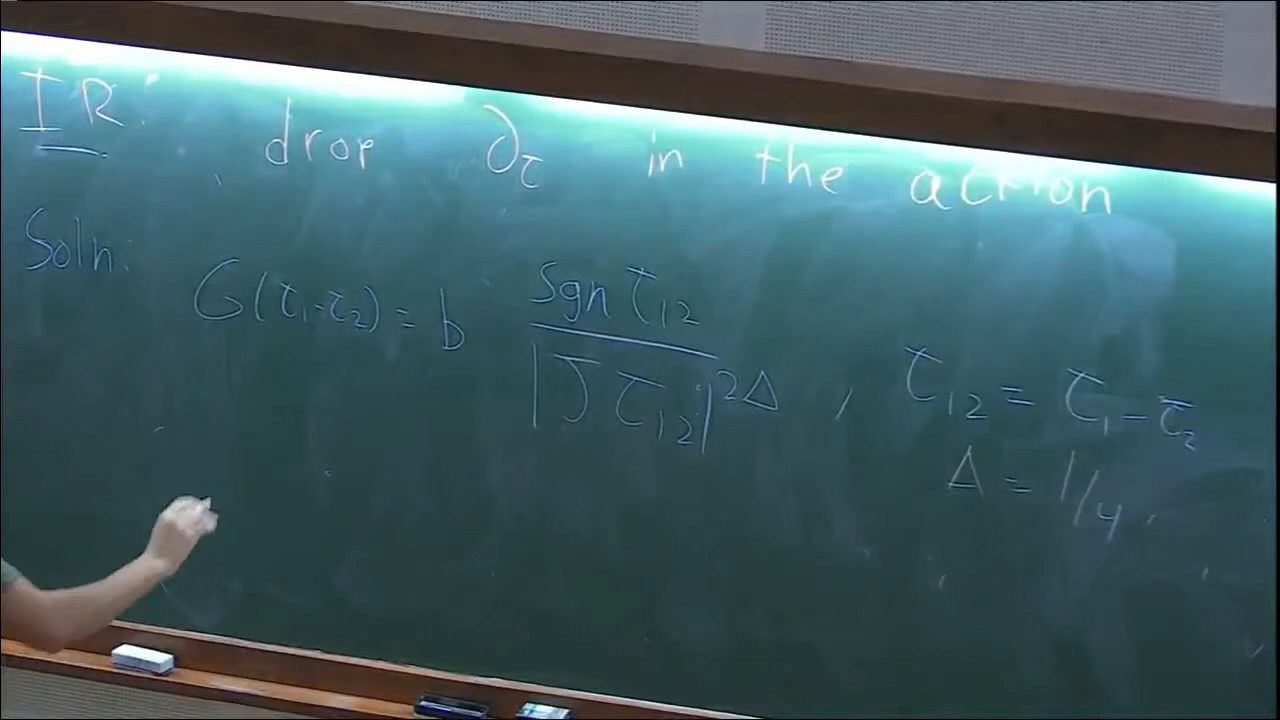 IR: drop ∂τ in the action
Soln: G(τ₁-τ₂) = b sgn τ₁₂ / |J τ₁₂|^2Δ , τ₁₂ = τ₁ - τ₂
Δ = 1/4